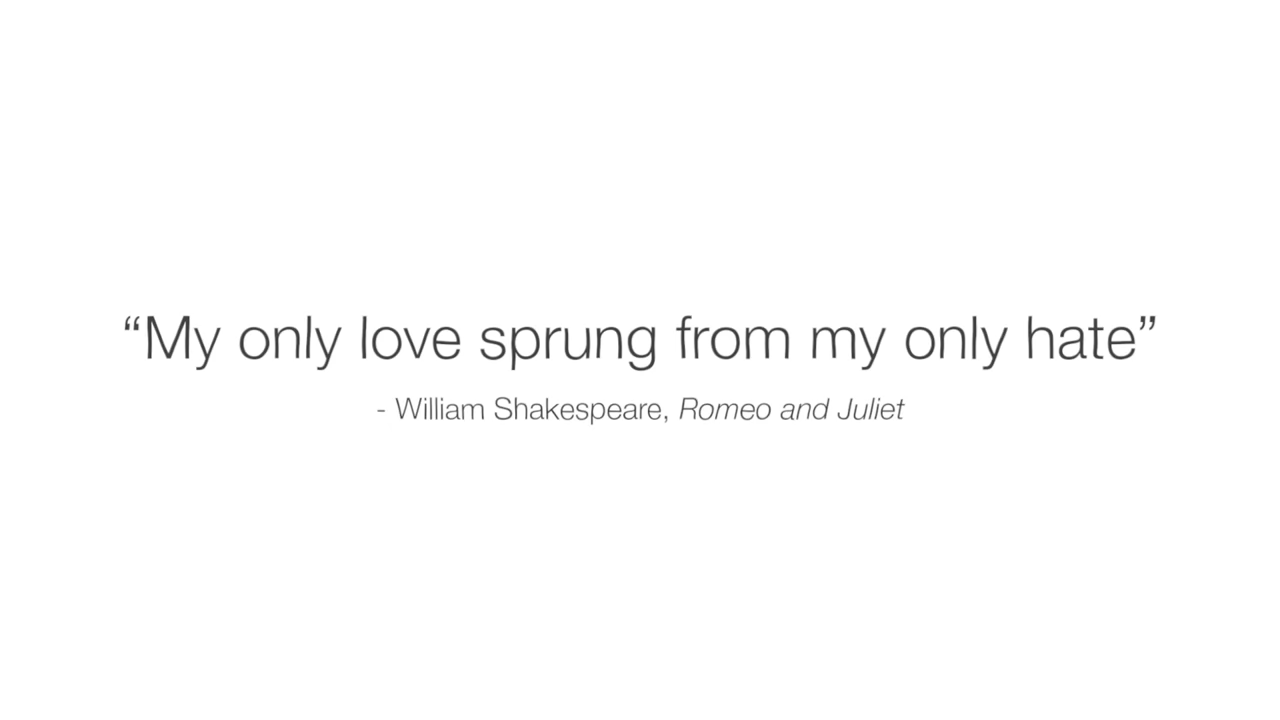 “My only love sprung from my only hate”
- William Shakespeare, Romeo and Juliet